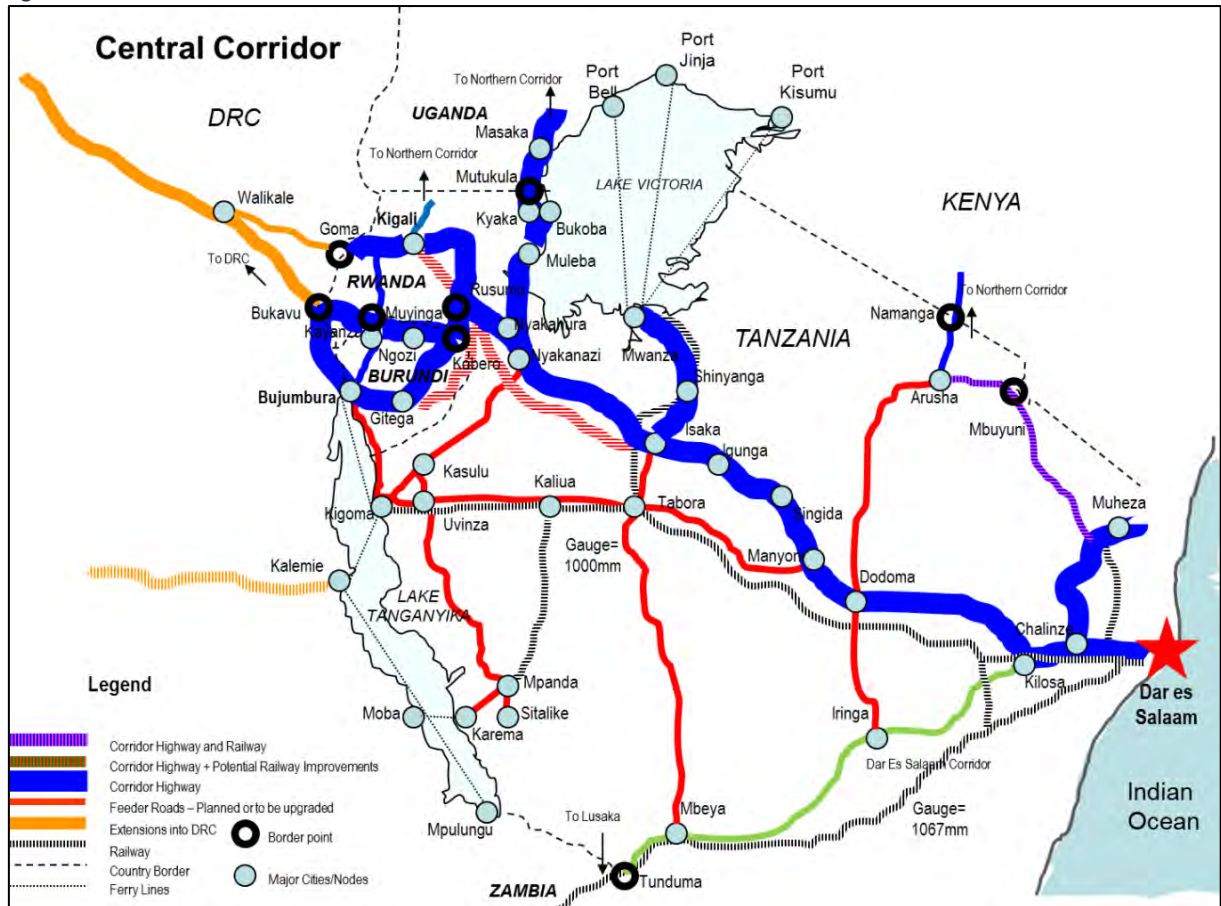 Central Corridor
Port
Jinja
Port
Bell
Port
Kisumu
To Northern Corridor
DRC
UGANDA
Masaka
To Northern Corridor
Mutukula
LAKE VICTORIA
KENYA
Walikale
Kigali
Kyaka
Bukoba
Goma
To DRC
Muleba
RWANDA
Rusumo
To Northern Corridor
Namanga
Bukavu
Muyinga
Kayanza
Nyakahura
TANZANIA
Ngozi
Kobero
Nyakanazi
Mwanza
BURUNDI
Shinyanga
Arusha
Bujumbura
Gitega
Mbuyuni
Isaka
Igunga
Kasulu
Kaliua
Tabora
Muheza
Kigoma
Uvinza
Singida
Gauge=
1000mm
Manyoni
Kalemie
Dodoma
LAKE
TANGANYIKA
Chalinze
Legend
Mpanda
Kilosa
Dar es
Salaam
Moba
Karema
Sitalike
Iringa
Corridor Highway and Railway
Dar Es Salaam Corridor
Corridor Highway + Potential Railway Improvements
Corridor Highway
Indian
Ocean
Feeder Roads – Planned or to be upgraded
Mbeya
Gauge=
1067mm
Extensions into DRC
Border point
Mpulungu
To Lusaka
Railway
Country Border
Major Cities/Nodes
Tunduma
Ferry Lines
ZAMBIA